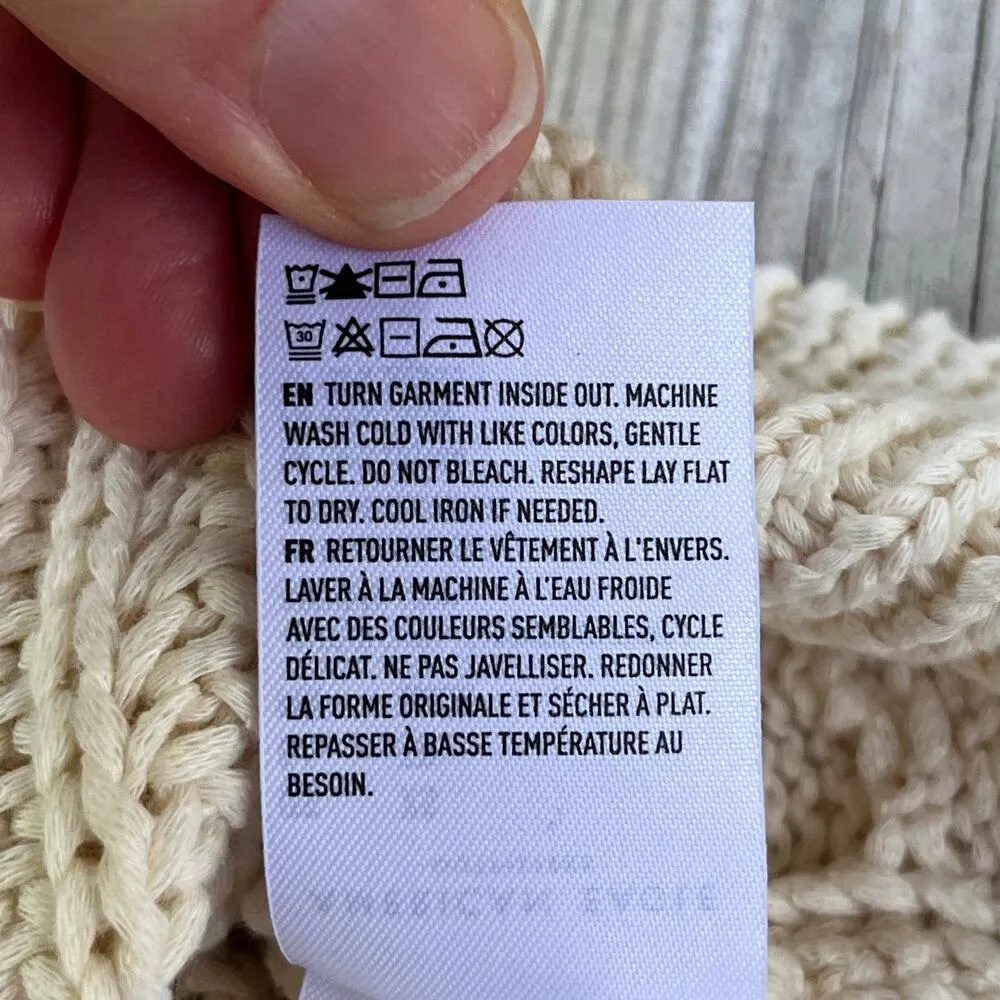 30
EN TURN GARMENT INSIDE OUT. MACHINE
WASH COLD WITH LIKE COLORS, GENTLE
CYCLE. DO NOT BLEACH. RESHAPE LAY FLAT
TO DRY. COOL IRON IF NEEDED.
FR RETOURNER LE VÊTEMENT À L'ENVERS.
LAVER À LA MACHINE À L'EAU FROIDE
AVEC DES COULEURS SEMBLABLES, CYCLE
DÉLICAT. NE PAS JAVELLISER. REDONNER
LA FORME ORIGINALE ET SÉCHER À PLAT.
REPASSER À BASSE TEMPÉRATURE AU
BESOIN.